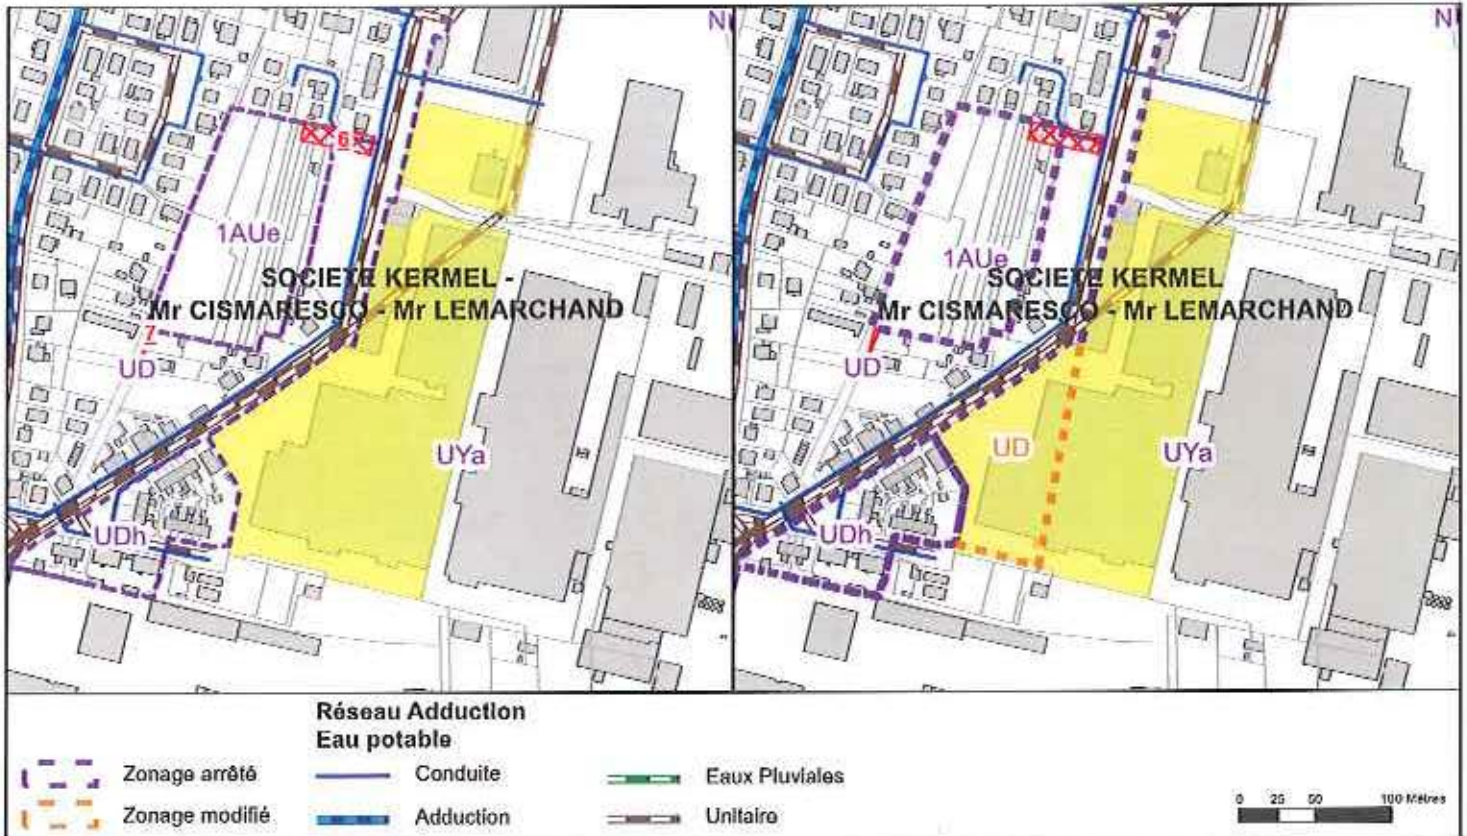 N
1AUe
6
SOCIETE KERMEL -
Mr CISMARESCO - Mr LEMARCHAND
7
UD
UYa
UDh
N
1AUe
SOCIETE KERMEL
Mr CISMARESCO - Mr LEMARCHAND
UD
UD
UYa
UDh
Réseau Adduction
Eau potable
Zonage arrêté
Conduite
Eaux Pluviales
Zonage modifié
Adduction
Unitaire
0 25 50 100 Mètres